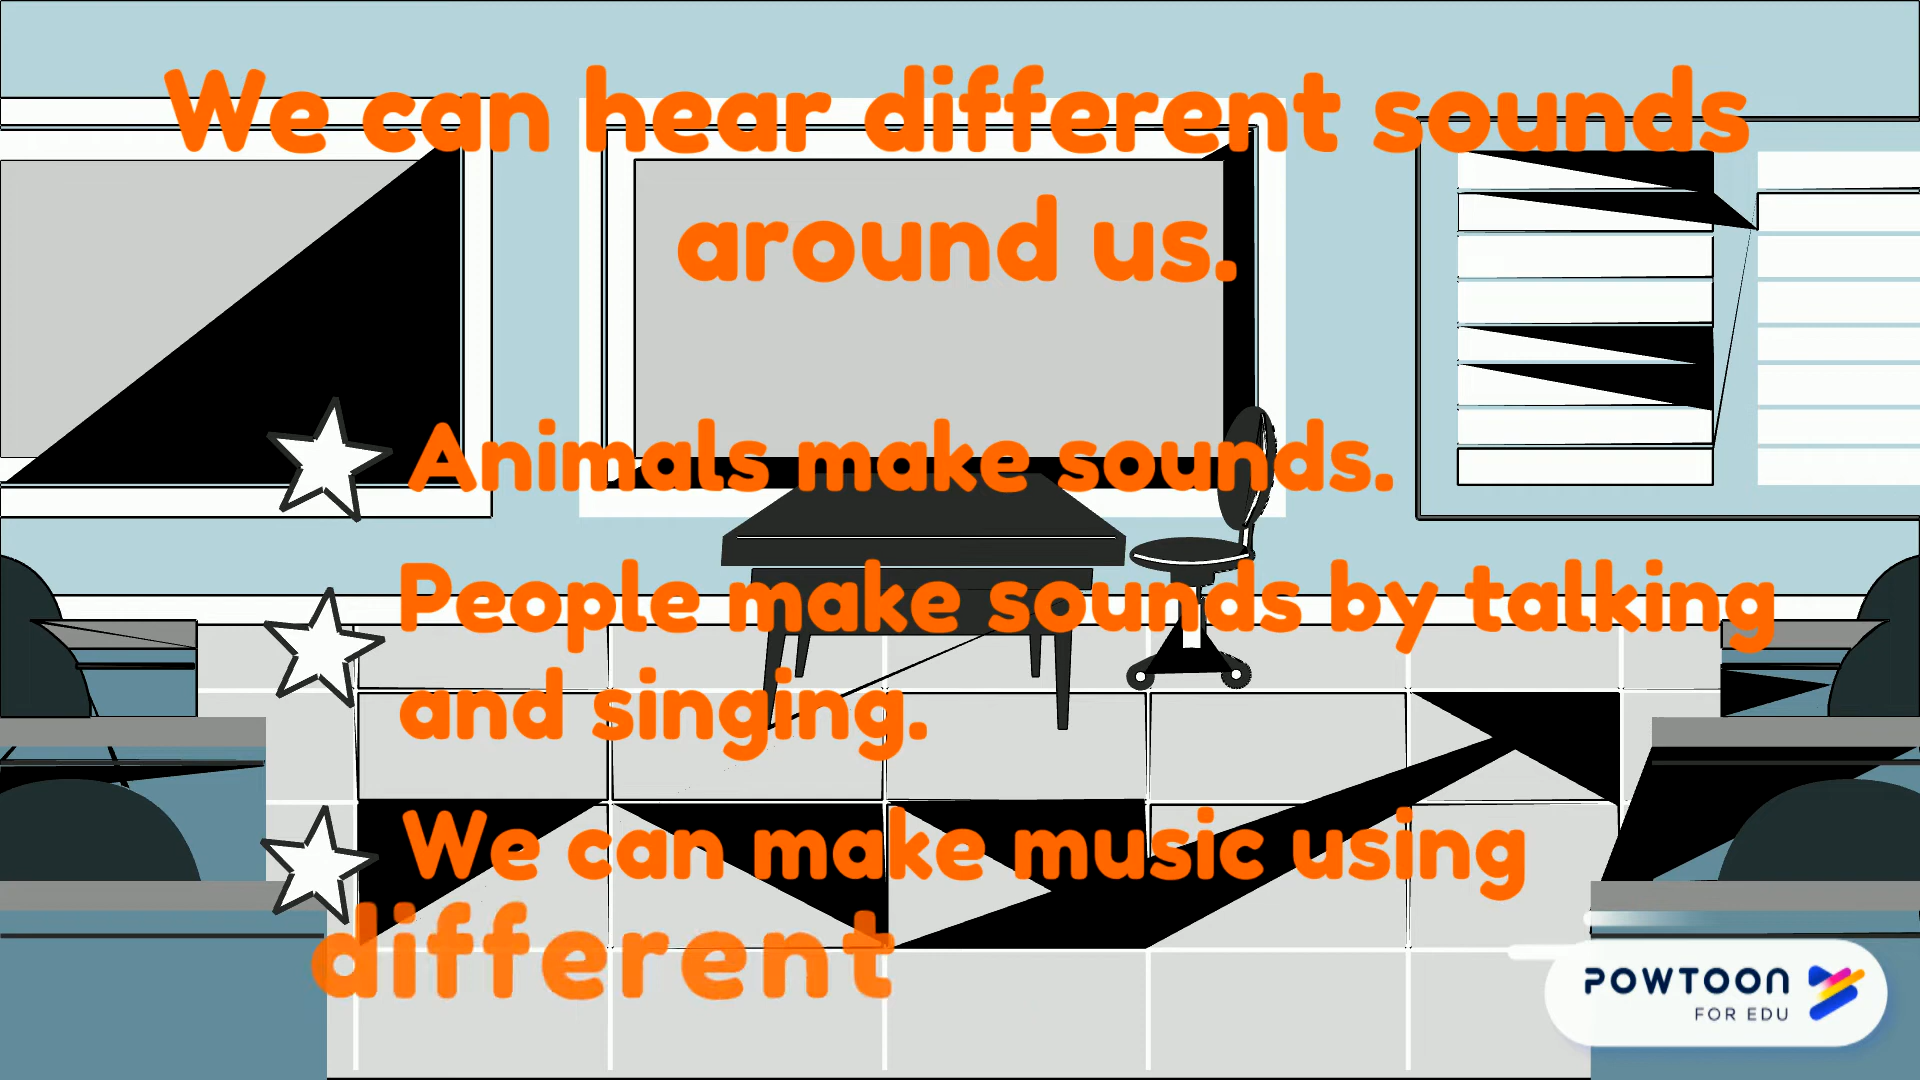 We can hear different sounds
around us.
Animals make sounds.
People make sounds by talking
and singing.
We can make music using
different
POWTOON
FOR EDU